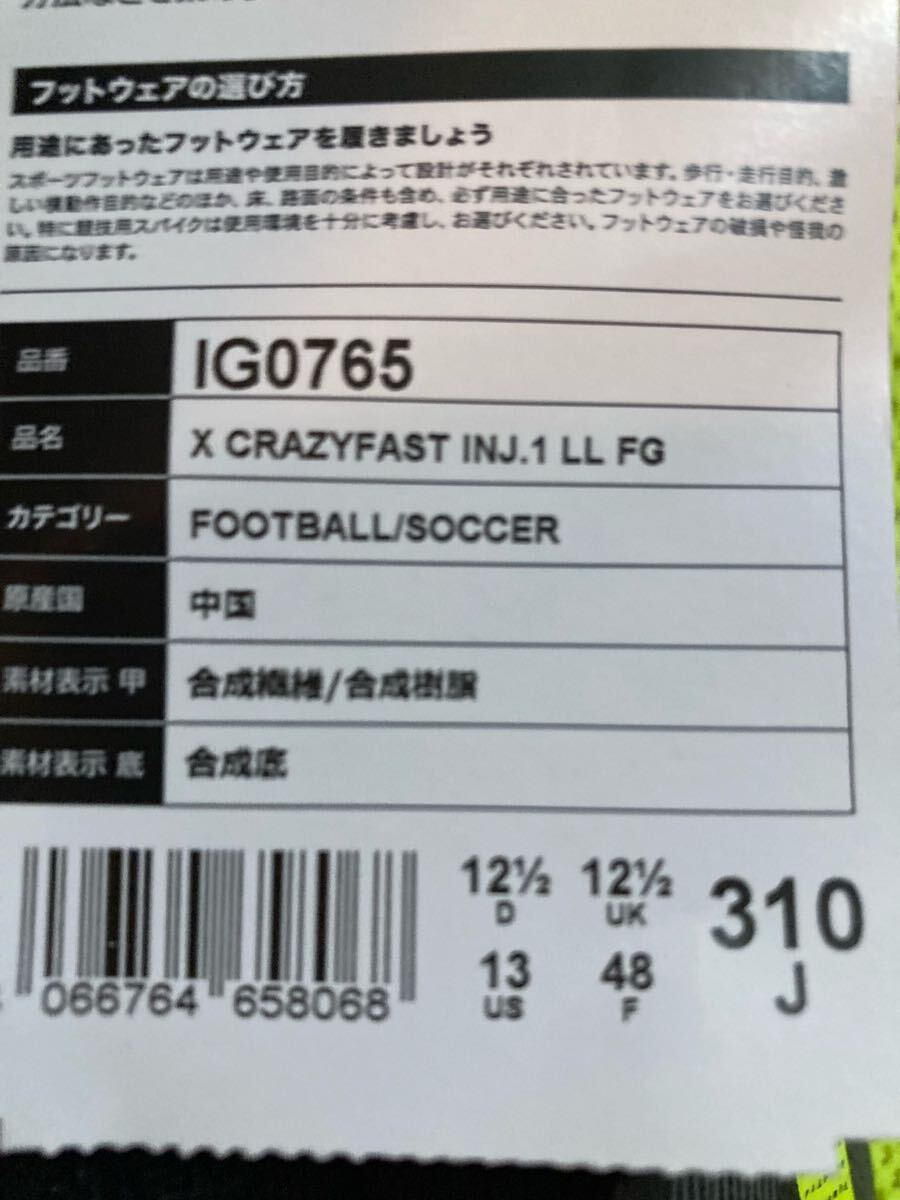 フットウェアの選び方
用途にあったフットウェアを履きましょう
スポーツフットウェアは用途や使用目的によって設計がそれぞれされています。歩行・走行目的、激
しい横動作目的などのほか、床、路面の条件も含め、必ず用途に合ったフットウェアをお選びくださ
い。特に競技用スパイクは使用環境を十分に考慮し、お選びください。フットウェアの破損や怪我の
原因になります。
品番 IG0765
品名 X CRAZYFAST INJ.1 LL FG
カテゴリー FOOTBALL/SOCCER
原産国 中国
素材表示 甲 合成繊維/合成樹脂
素材表示 底 合成底
12½ 12½ 310
D UK J
13 48
US F
066764 658068